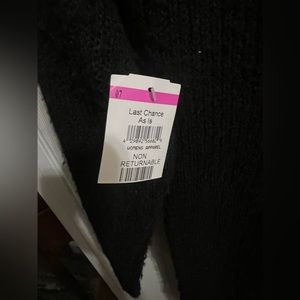 07
Last Chance
As Is
WOMENS APPAREL
NON
RETURNABLE